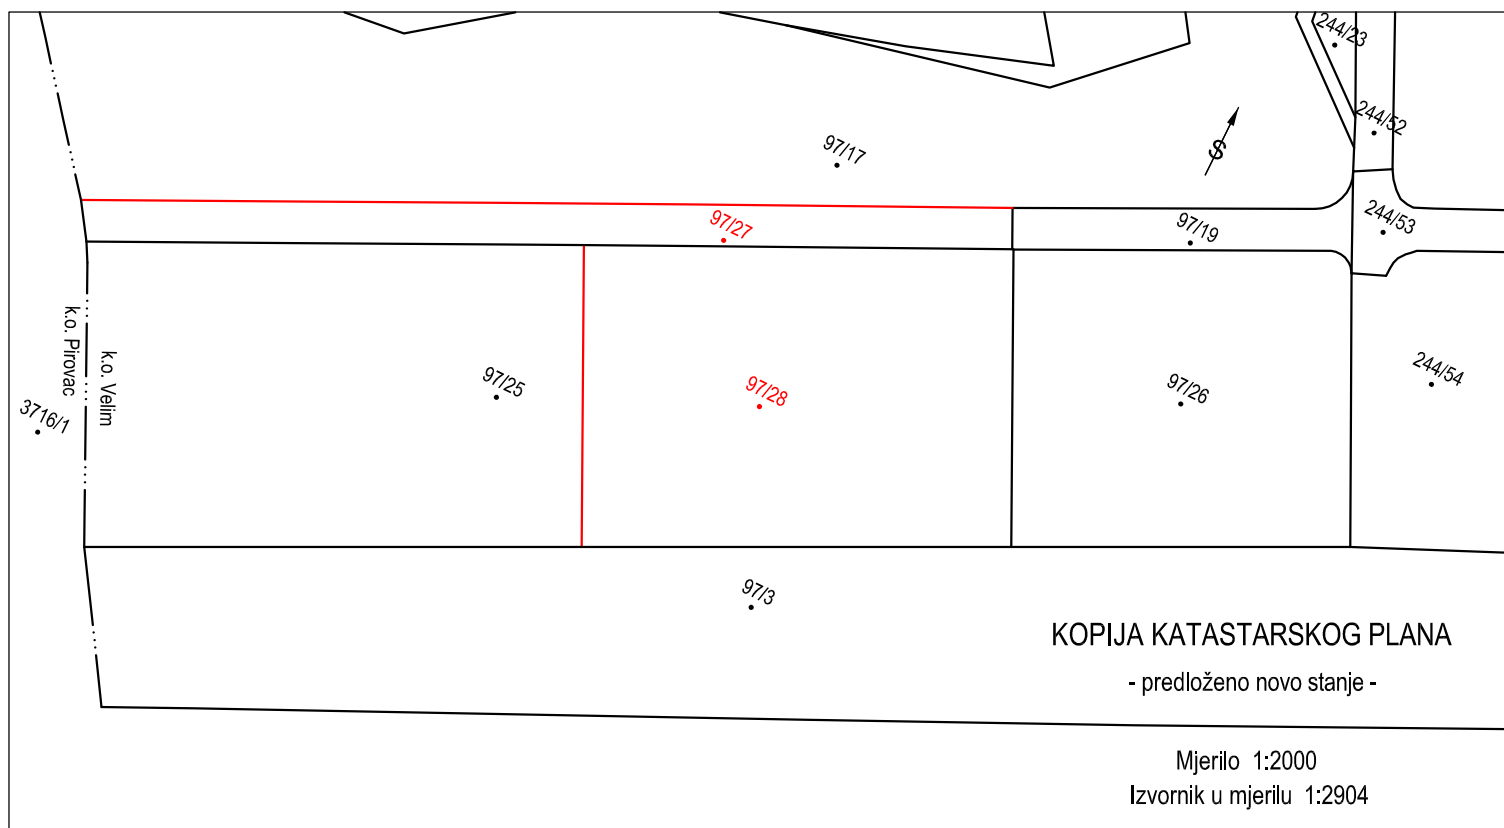 244/23
244/52
97/17
S
97/27
97/19
244/53
k.o. Pirovac
k.o. Velim
3716/1
97/25
97/28
97/26
244/54
97/3
KOPIJA KATASTARSKOG PLANA
- predloženo novo stanje -
Mjerilo 1:2000
Izvornik u mjerilu 1:2904